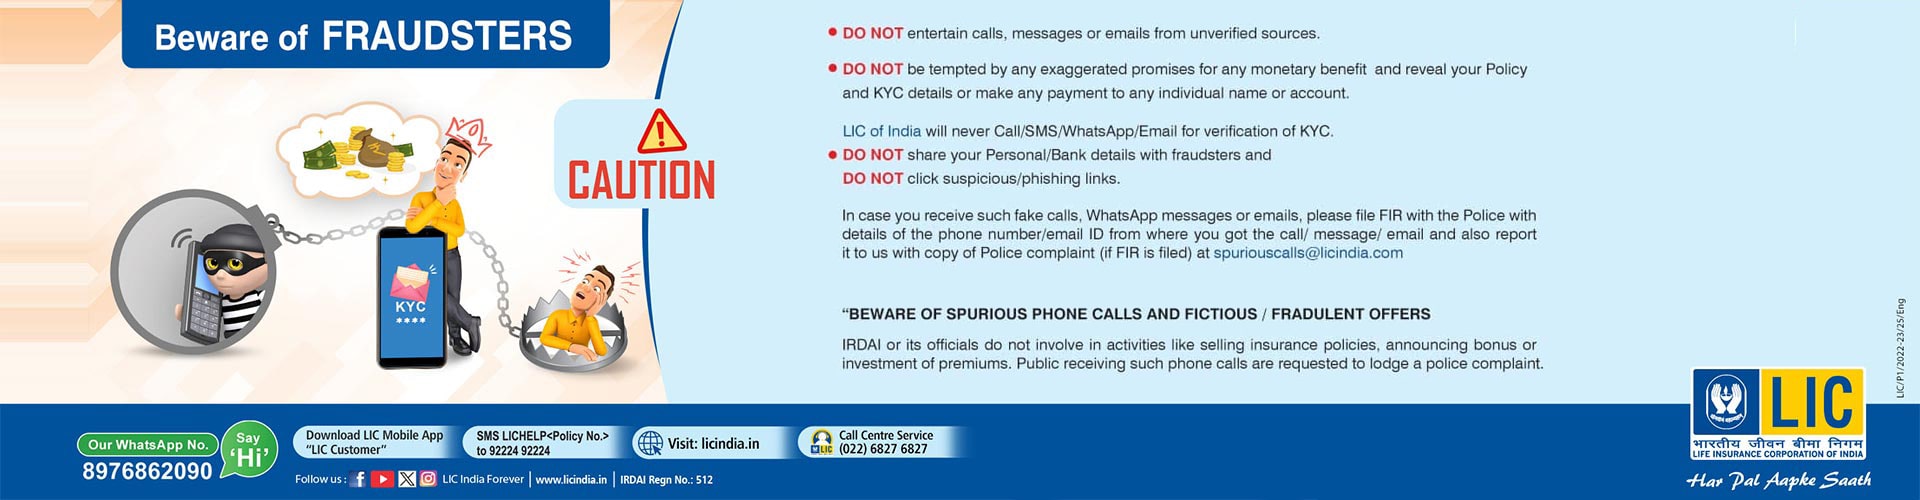 Beware of FRAUDSTERS
CAUTION
KYC
****
• DO NOT entertain calls, messages or emails from unverified sources.
• DO NOT be tempted by any exaggerated promises for any monetary benefit and reveal your Policy
and KYC details or make any payment to any individual name or account.
LIC of India will never Call/SMS/WhatsApp/Email for verification of KYC.
• DO NOT share your Personal/Bank details with fraudsters and
DO NOT click suspicious/phishing links.
In case you receive such fake calls, WhatsApp messages or emails, please file FIR with the Police with
details of the phone number/email ID from where you got the call/ message/ email and also report
it to us with copy of Police complaint (if FIR is filed) at spuriouscalls@licindia.com
“BEWARE OF SPURIOUS PHONE CALLS AND FICTIOUS / FRADULENT OFFERS
IRDAI or its officials do not involve in activities like selling insurance policies, announcing bonus or
investment of premiums. Public receiving such phone calls are requested to lodge a police complaint.
LIC/P1/2022-23/25/Eng
Our WhatsApp No.
8976862090
Say
‘Hi’
Download LIC Mobile App
“LIC Customer”
SMS LICHELP<Policy No.>
to 92224 92224
Visit: licindia.in
LIC
Call Centre Service
(022) 6827 6827
Follow us : LIC India Forever | www.licindia.in | IRDAI Regn No.: 512
LIC
भारतीय जीवन बीमा निगम
LIFE INSURANCE CORPORATION OF INDIA
Har Pal Aapke Saath